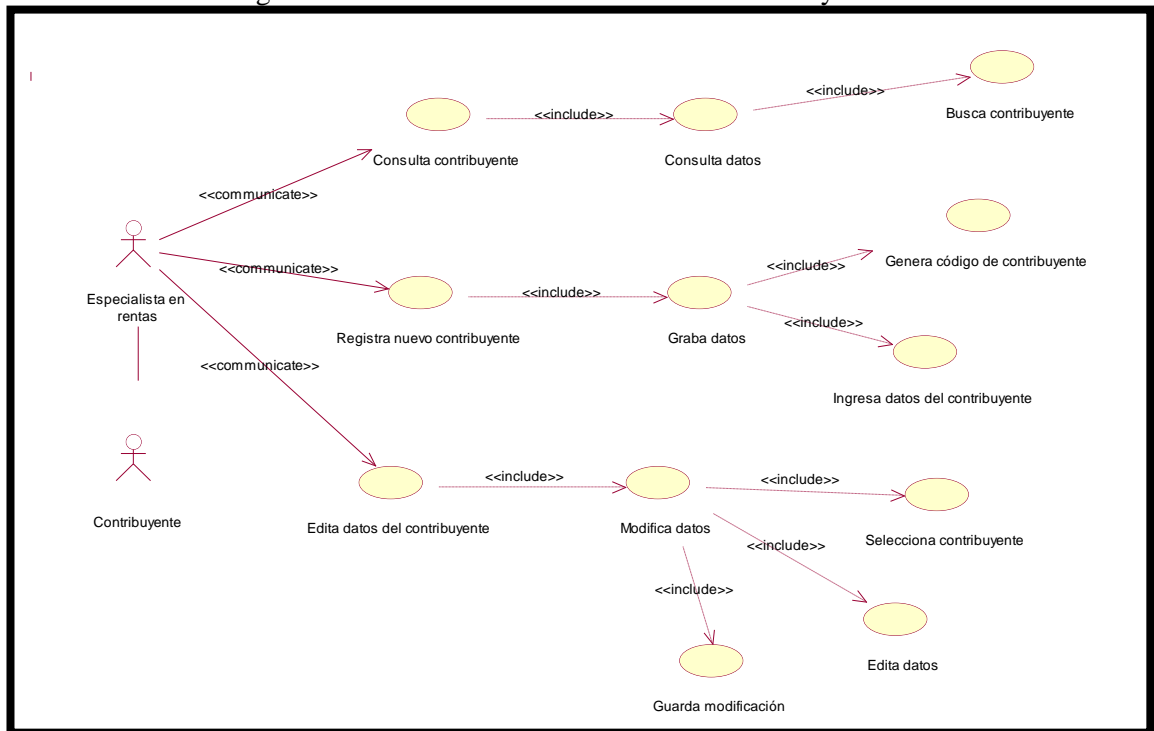 <<include>>
Busca contribuyente
<<include>>
Consulta contribuyente
Consulta datos
<<communicate>>
<<communicate>>
<<include>>
Genera código de contribuyente
Especialista en
rentas
<<include>>
Registra nuevo contribuyente
Graba datos
<<include>>
<<communicate>>
Ingresa datos del contribuyente
Contribuyente
<<include>>
Edita datos del contribuyente
Modifica datos
<<include>>
Selecciona contribuyente
<<include>>
<<include>>
Edita datos
Guarda modificación